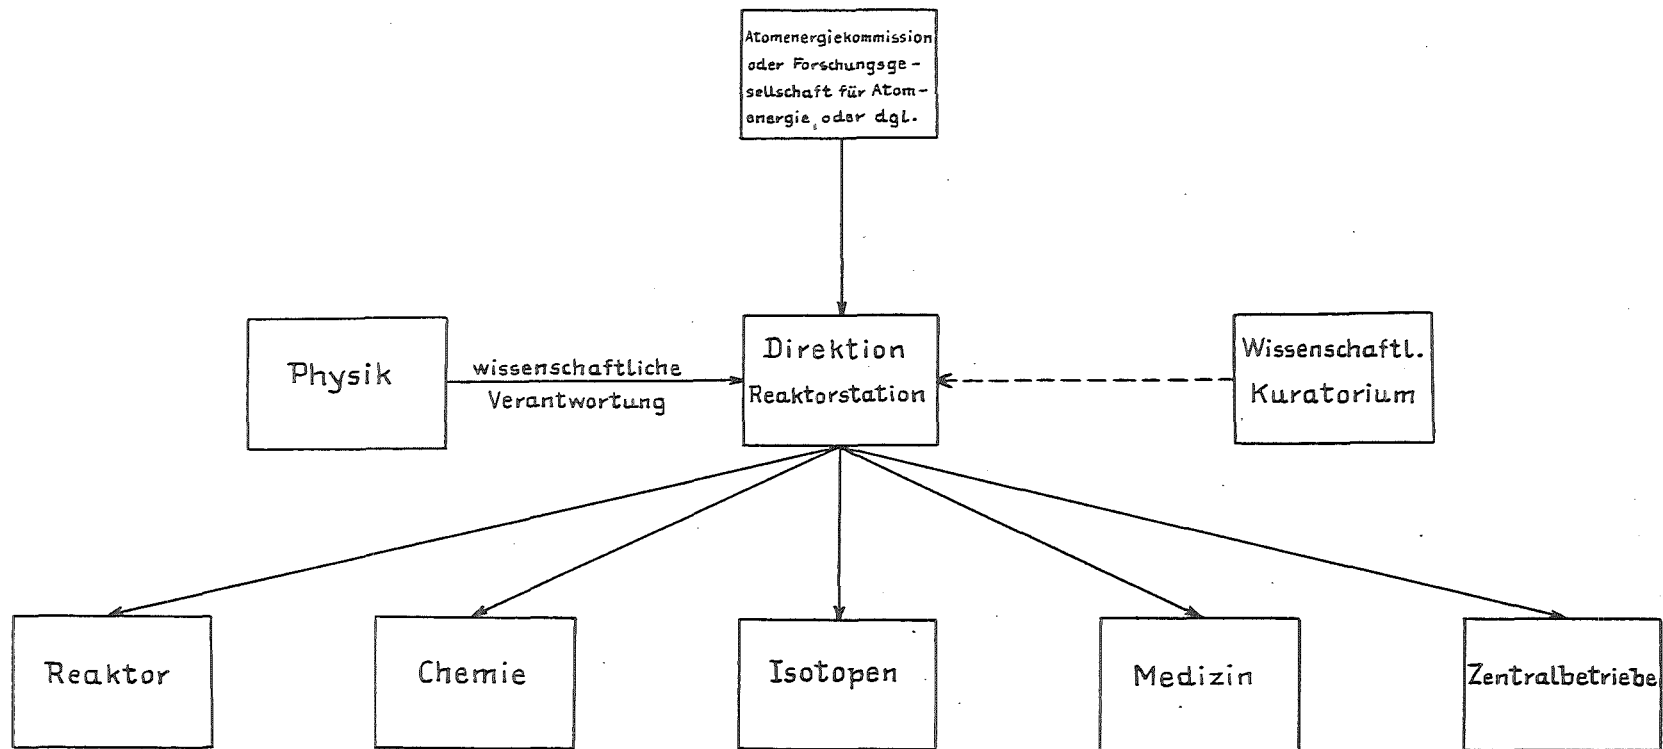 Atomenergiekommission
oder Forschungsge-
sellschaft für Atom-
energie, oder dgl.
Physik
wissenschaftliche
Verantwortung
Direktion
Reaktorstation
Wissenschaftl.
Kuratorium
Reaktor
Chemie
Isotopen
Medizin
Zentralbetriebe